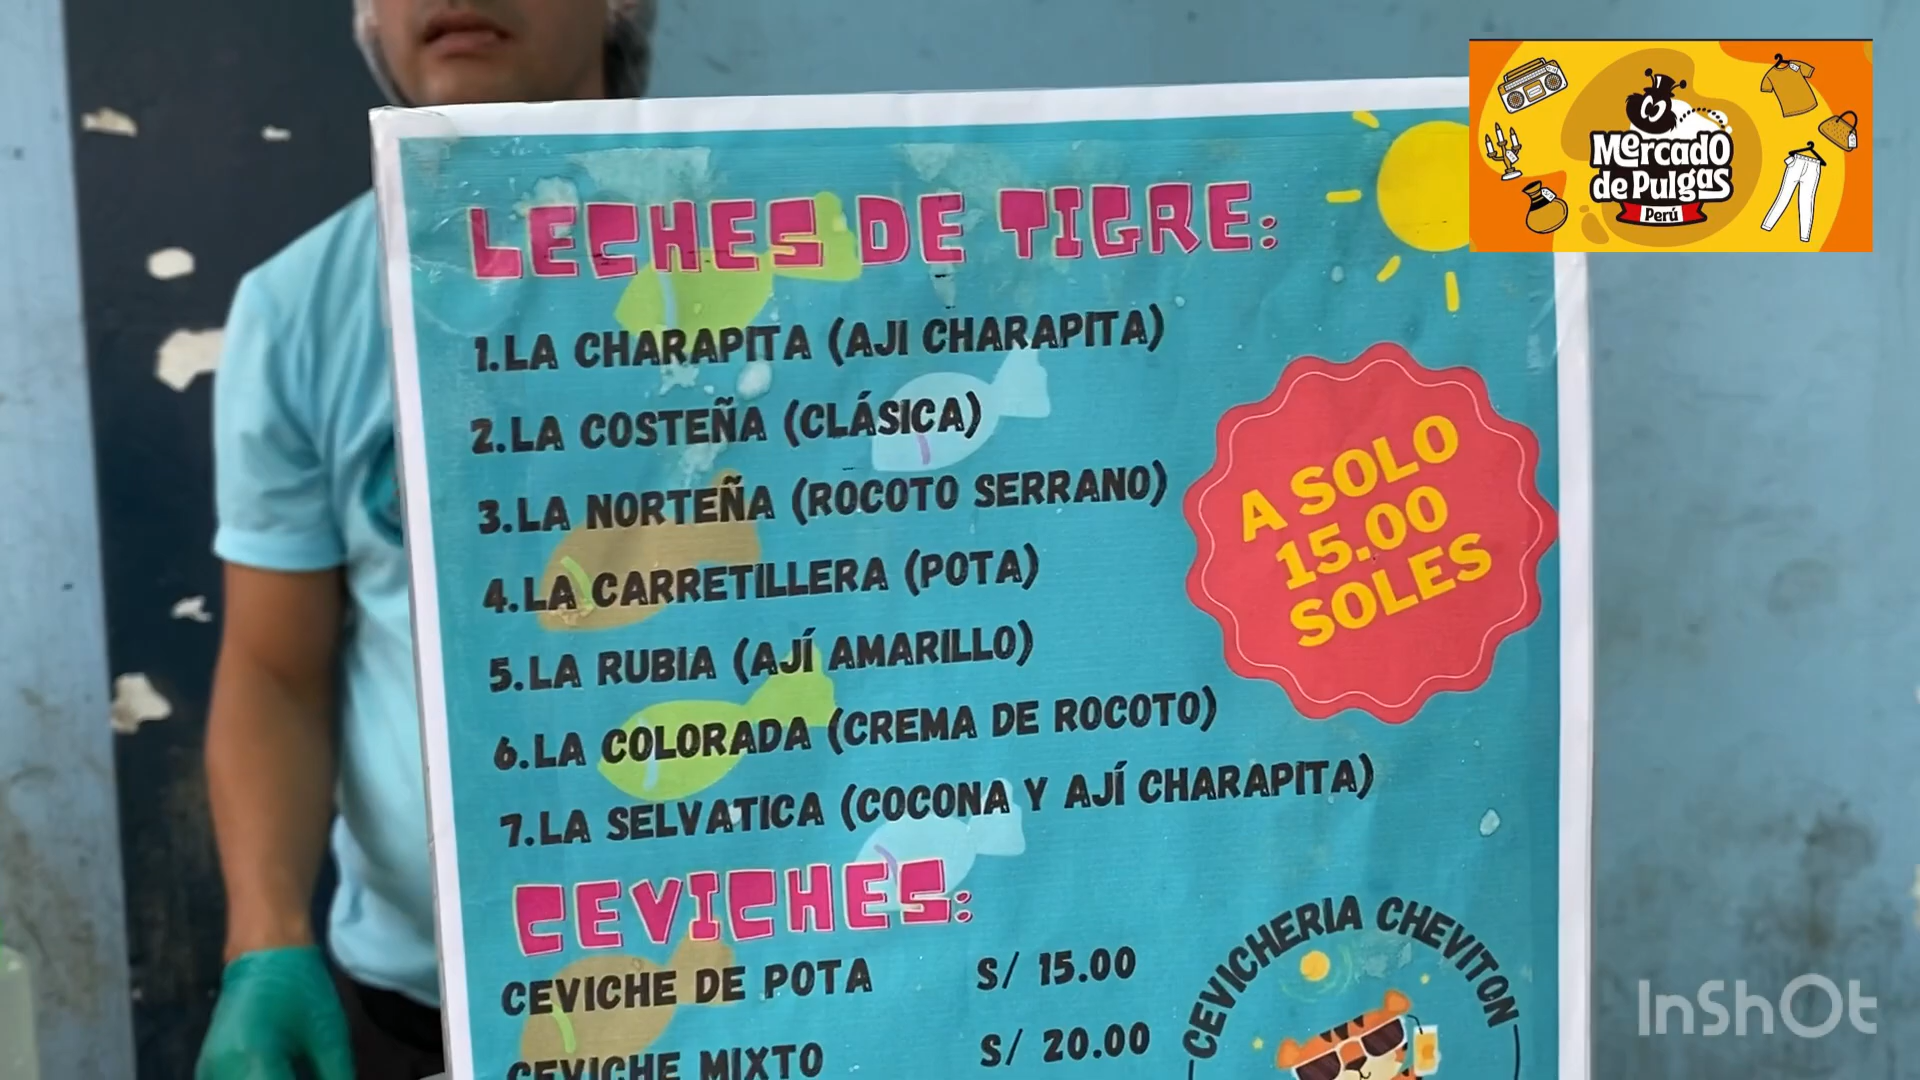 Mercado
de Pulgas
Perú
LECHES DE TIGRE:
1.LA CHARAPITA (AJI CHARAPITA)
2.LA COSTEÑA (CLÁSICA)
3.LA NORTEÑA (ROCOTO SERRANO)
4.LA CARRETILLERA (POTA)
5.LA RUBIA (AJÍ AMARILLO)
6.LA COLORADA (CREMA DE ROCOTO)
7.LA SELVATICA (COCONA Y AJÍ CHARAPITA)
A SOLO
15.00
SOLES
CEVICHES:
CEVICHE DE POTA S/ 15.00
CEVICHE MIXTO S/ 20.00
CEVICHERIA CHEVITON
InShOt